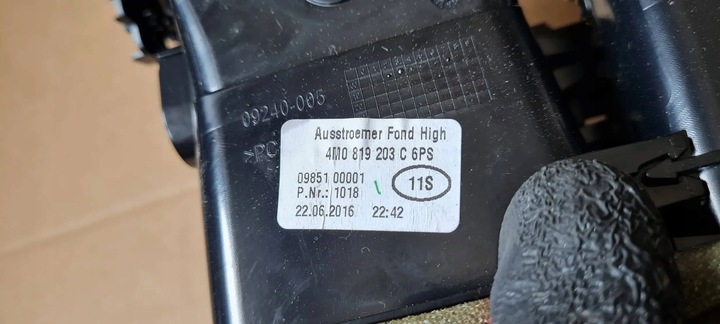 09240-006
>PC
Ausstroemer Fond High
4M0 819 203 C 6PS
09851 00001
P.Nr.: 1018
11S
22.06.2016 22:42